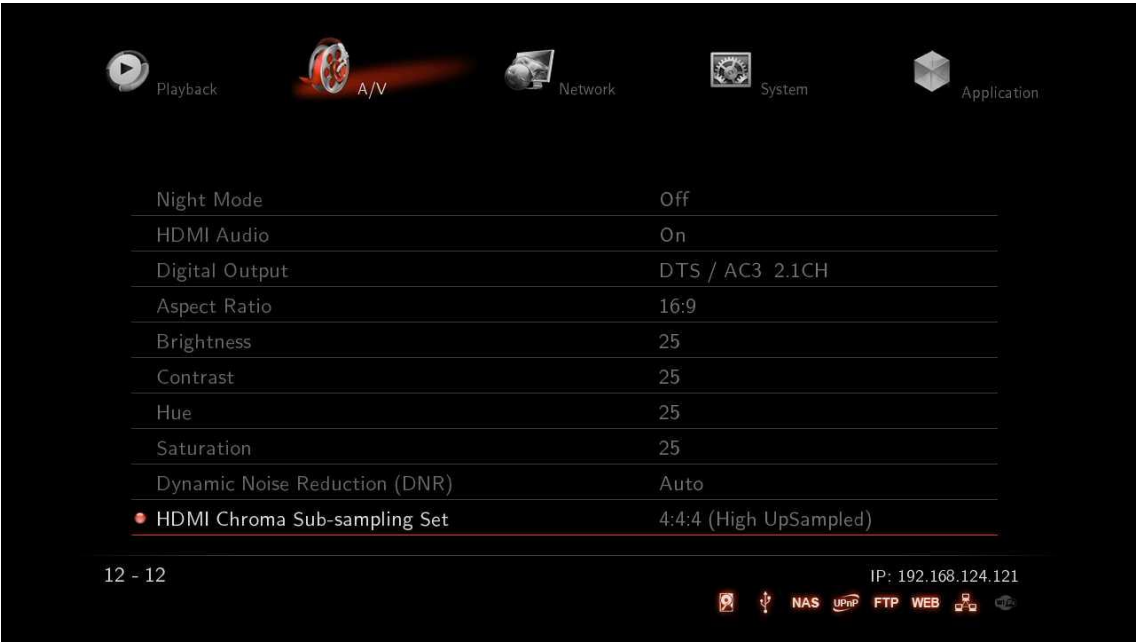 Playback
A/V
Network
System
Application
Night Mode Off
HDMI Audio On
Digital Output DTS / AC3 2.1CH
Aspect Ratio 16:9
Brightness 25
Contrast 25
Hue 25
Saturation 25
Dynamic Noise Reduction (DNR) Auto
HDMI Chroma Sub-sampling Set 4:4:4 (High UpSampled)
12 - 12
IP: 192.168.124.121
NAS UPnP FTP WEB